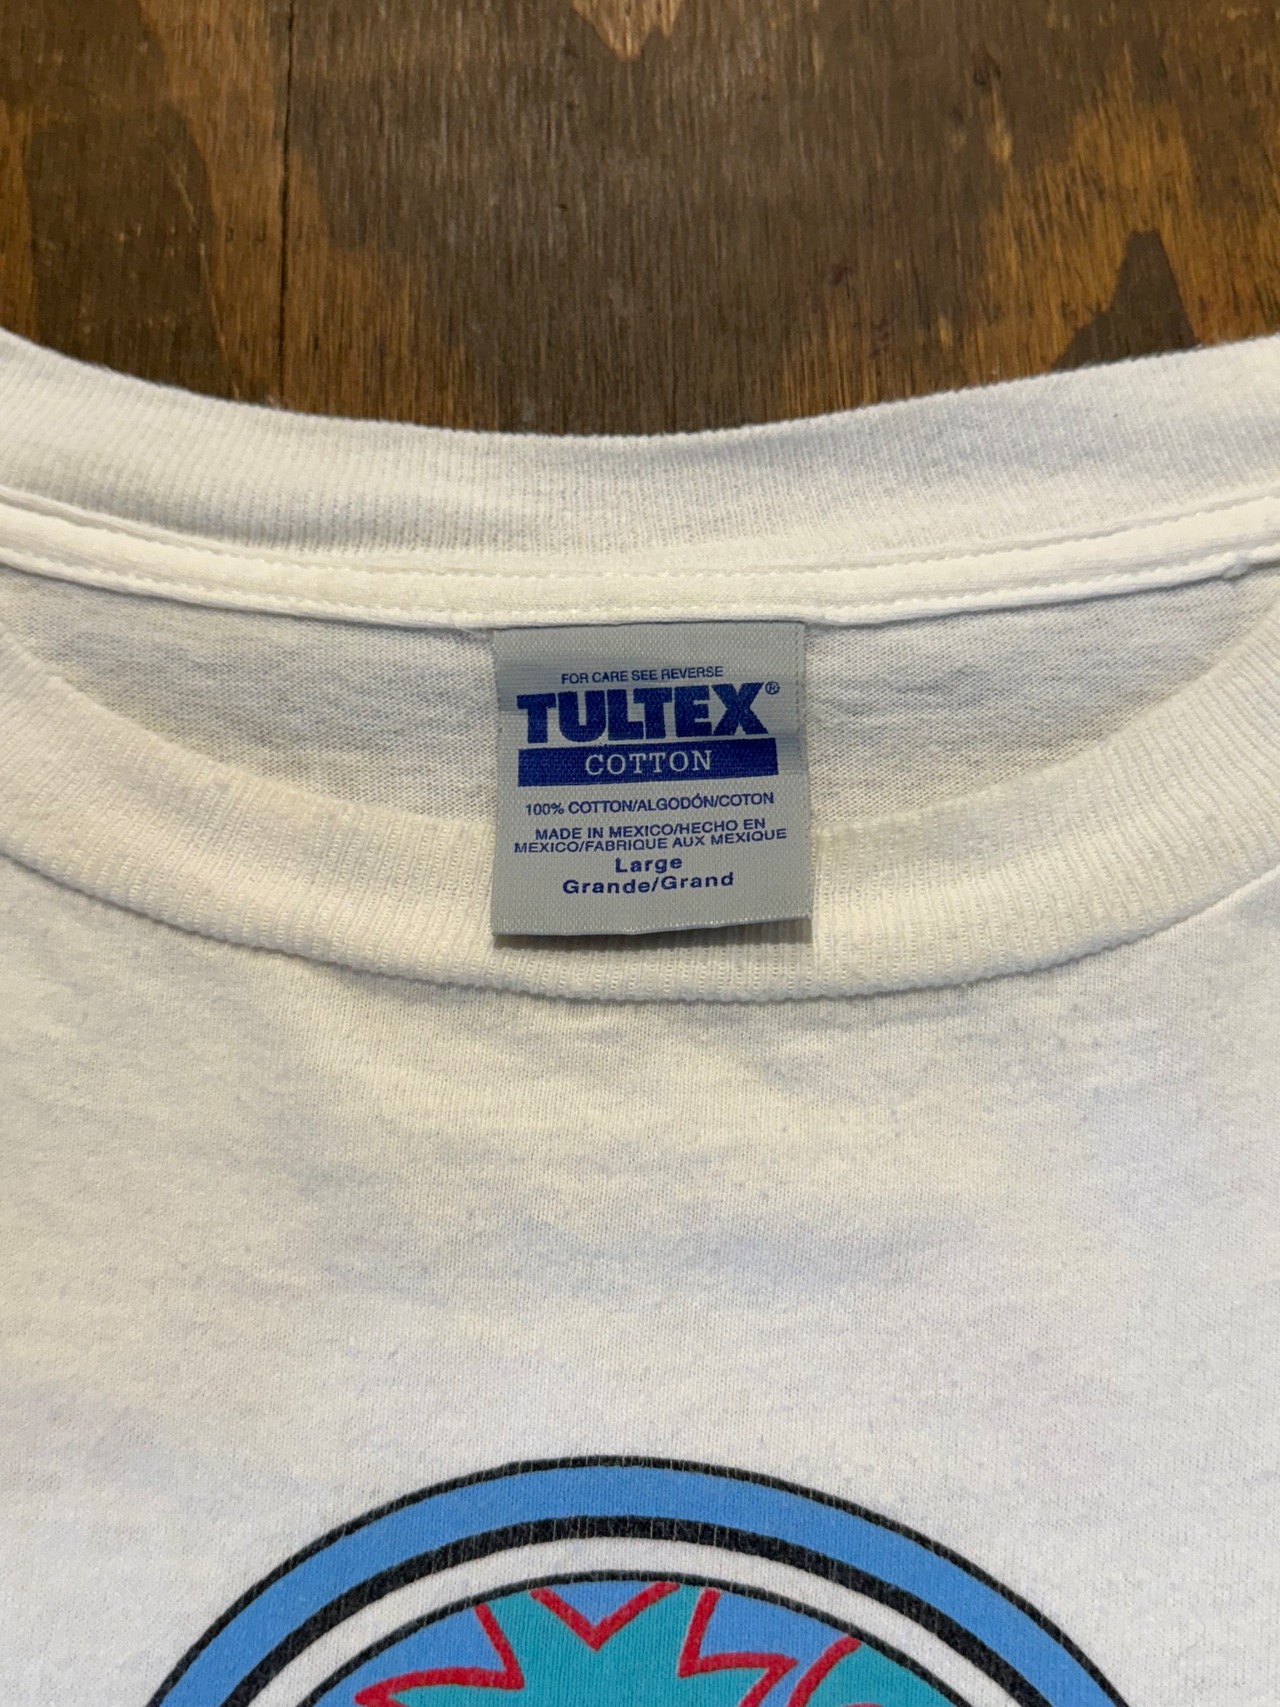 FOR CARE SEE REVERSE
TULTEX®
COTTON
100% COTTON/ALGODÓN/COTON
MADE IN MEXICO/HECHO EN
MEXICO/FABRIQUE AUX MEXIQUE
Large
Grande/Grand